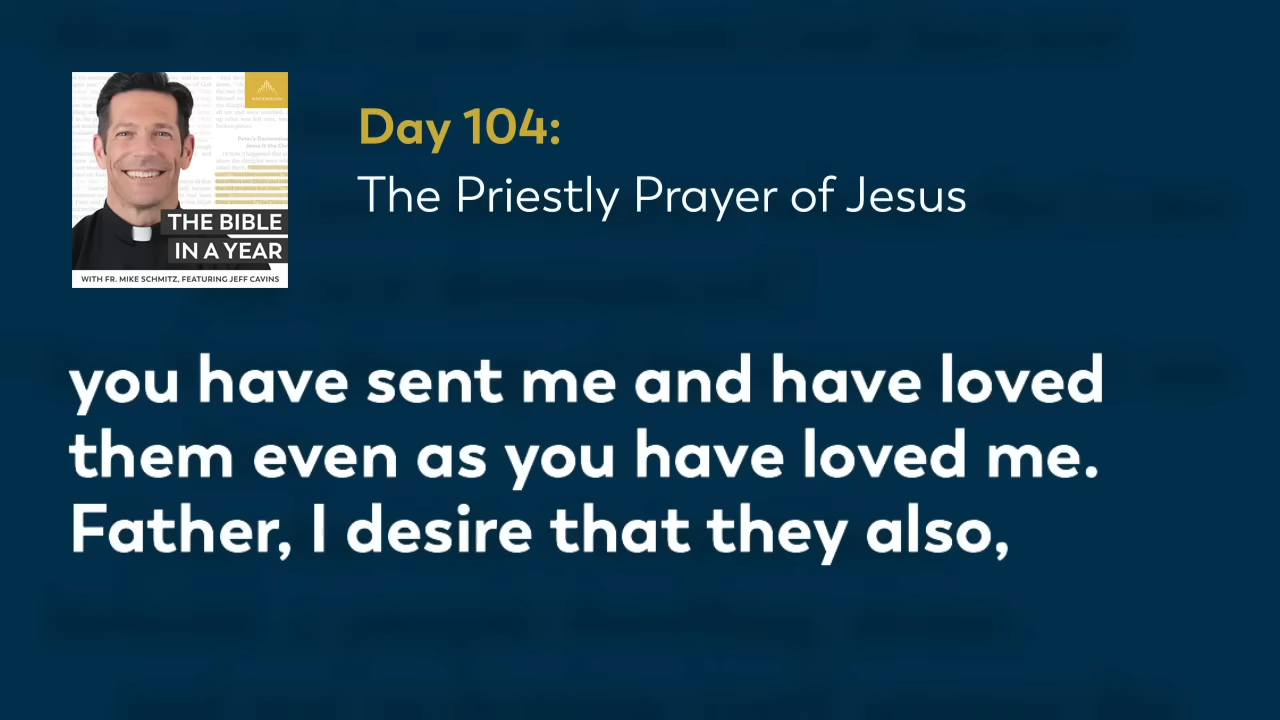 THE BIBLE
IN A YEAR
WITH FR. MIKE SCHMITZ, FEATURING JEFF CAVINS
Day 104:
The Priestly Prayer of Jesus
you have sent me and have loved
them even as you have loved me.
Father, I desire that they also,